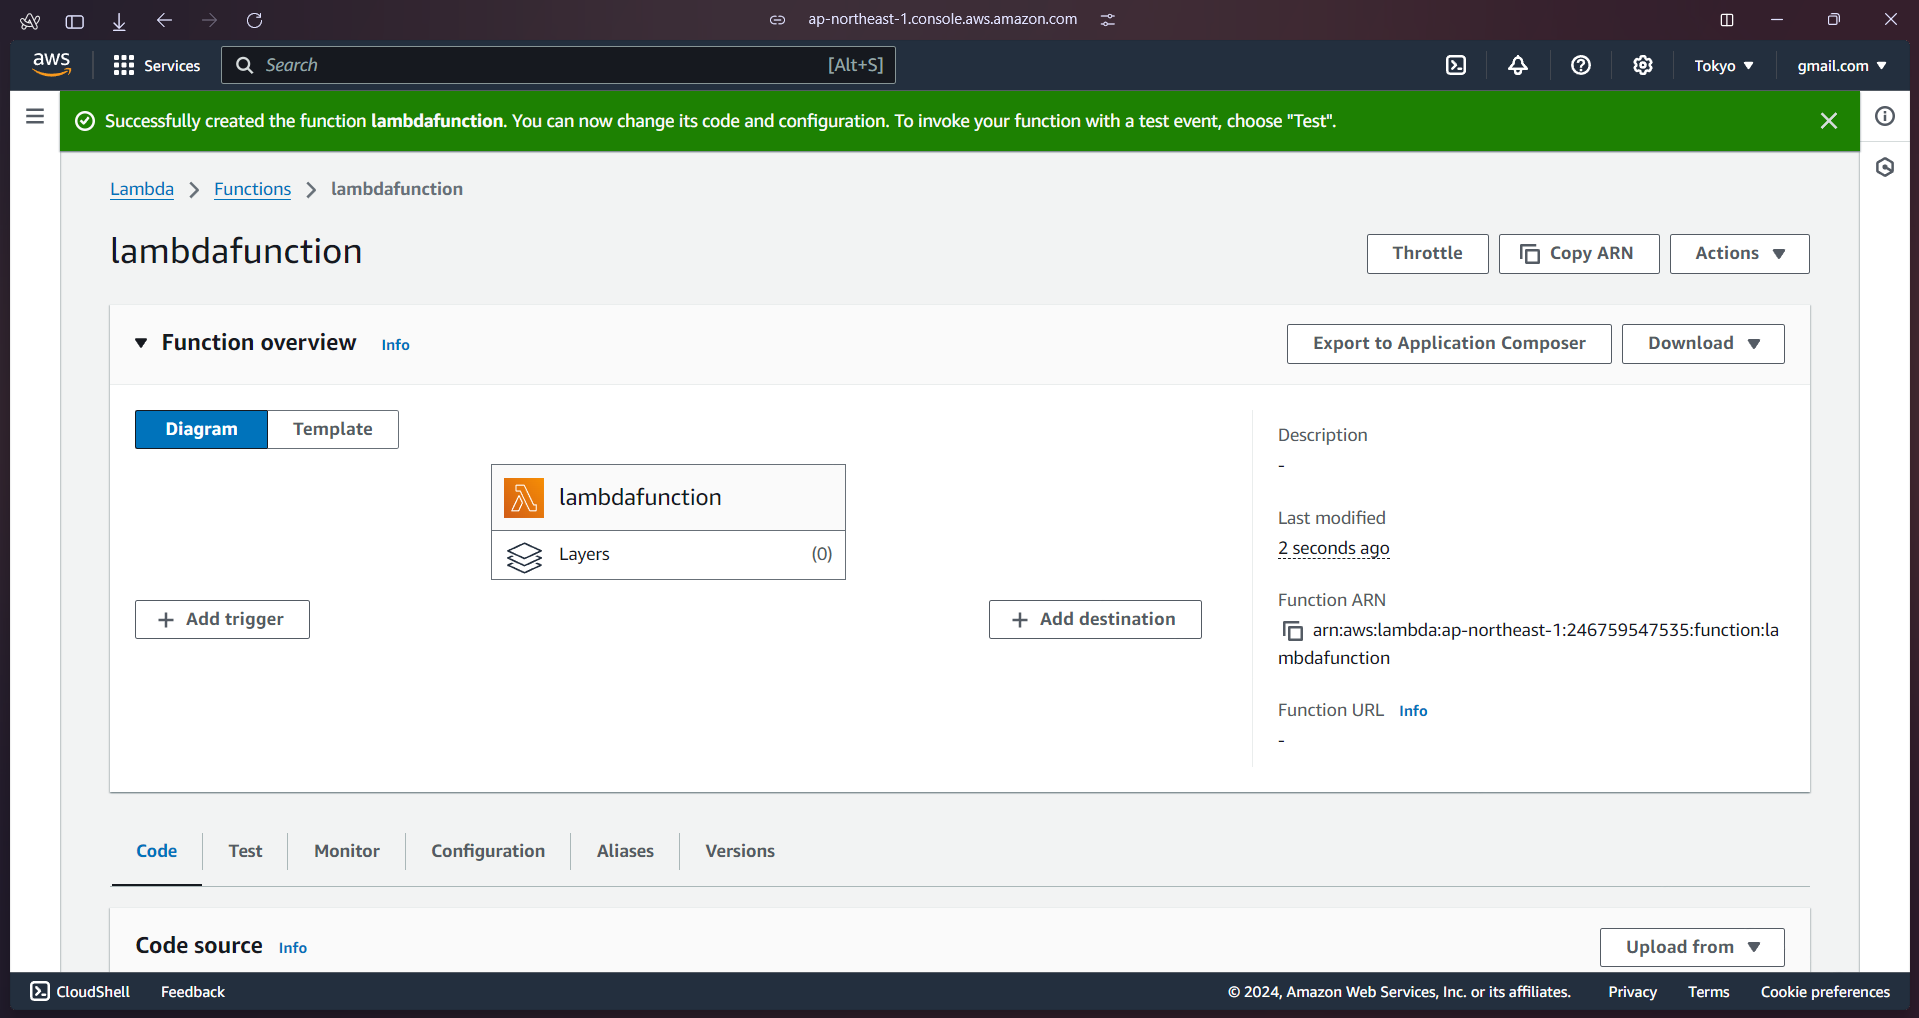 ap-northeast-1.console.aws.amazon.com
aws
Services
Search
[Alt+S]
Tokyo
gmail.com
Successfully created the function lambdafunction. You can now change its code and configuration. To invoke your function with a test event, choose "Test".
Lambda > Functions > lambdafunction
lambdafunction
Throttle
Copy ARN
Actions
Function overview Info
Export to Application Composer
Download
Diagram
Template
lambdafunction
Layers (0)
+ Add trigger
+ Add destination
Description
-
Last modified
2 seconds ago
Function ARN
arn:aws:lambda:ap-northeast-1:246759547535:function:la
mbdafunction
Function URL Info
-
Code
Test
Monitor
Configuration
Aliases
Versions
Code source Info
Upload from
CloudShell
Feedback
© 2024, Amazon Web Services, Inc. or its affiliates.
Privacy
Terms
Cookie preferences